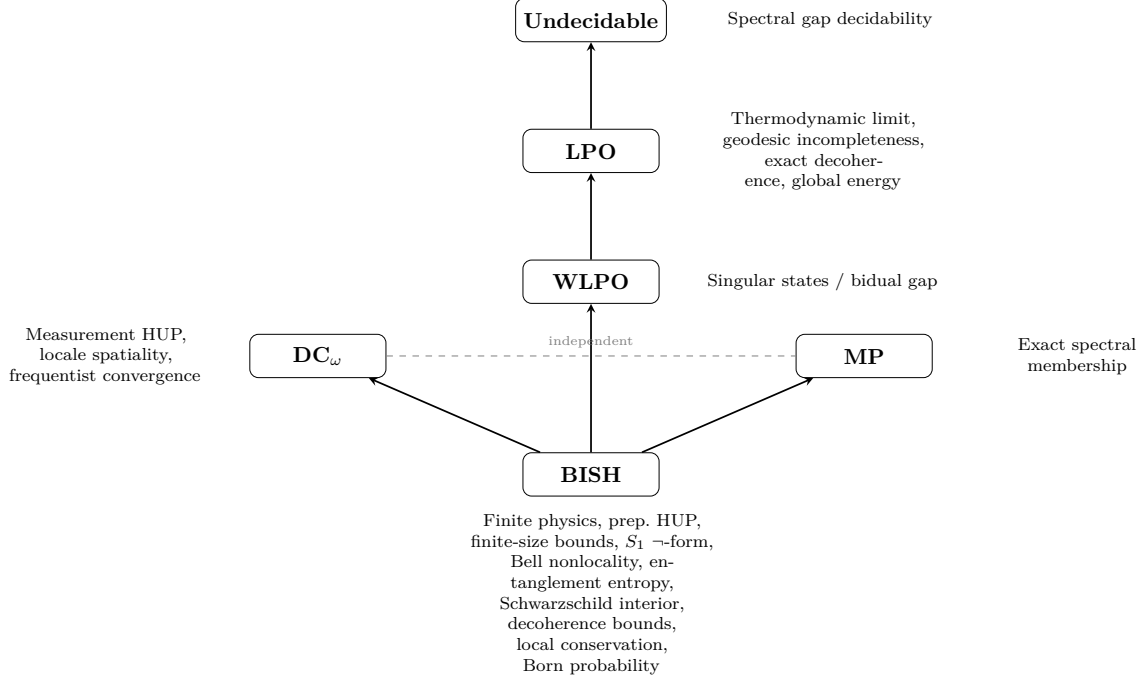 Undecidable
Spectral gap decidability
LPO
Thermodynamic limit,
geodesic incompleteness,
exact decoher-
ence, global energy
WLPO
Singular states / bidual gap
Measurement HUP,
locale spatiality,
frequentist convergence
DCω
independent
MP
Exact spectral
membership
BISH
Finite physics, prep. HUP,
finite-size bounds, S₁ ¬-form,
Bell nonlocality, en-
tanglement entropy,
Schwarzschild interior,
decoherence bounds,
local conservation,
Born probability